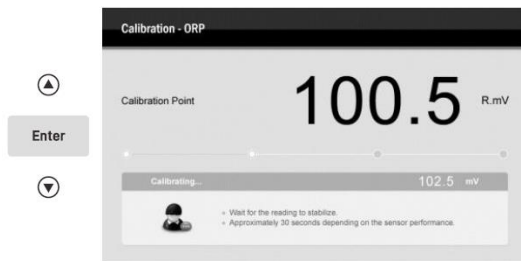 Calibration - ORP
Calibration Point
100.5
R.mV
Enter
Calibrating...
102.5 mV
Wait for the reading to stabilize.
Approximately 30 seconds depending on the sensor performance.